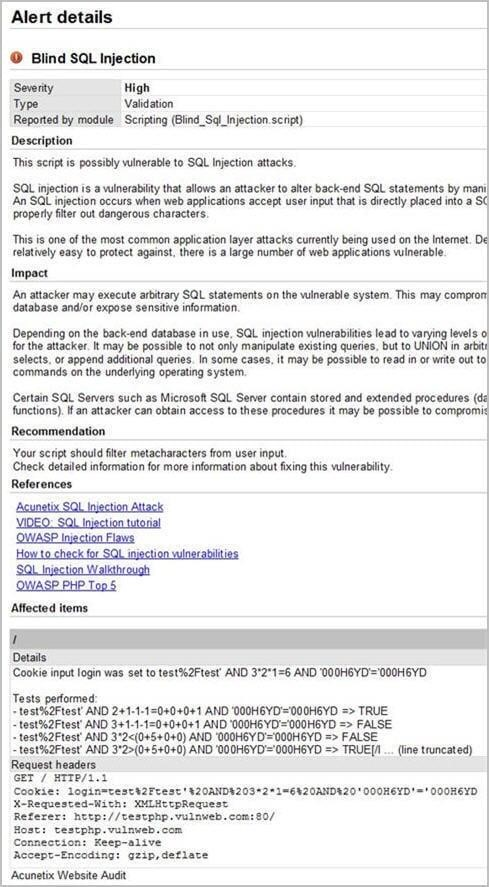 Alert details
Blind SQL Injection
Severity High
Type Validation
Reported by module Scripting (Blind_Sql_Injection.script)
Description
This script is possibly vulnerable to SQL Injection attacks.
SQL injection is a vulnerability that allows an attacker to alter back-end SQL statements by mani
An SQL injection occurs when web applications accept user input that is directly placed into a SQ
properly filter out dangerous characters.
This is one of the most common application layer attacks currently being used on the Internet. De
relatively easy to protect against, there is a large number of web applications vulnerable.
Impact
An attacker may execute arbitrary SQL statements on the vulnerable system. This may comprom
database and/or expose sensitive information.
Depending on the back-end database in use, SQL injection vulnerabilities lead to varying levels o
for the attacker. It may be possible to not only manipulate existing queries, but to UNION in arbitr
selects, or append additional queries. In some cases, it may be possible to read in or write out to
commands on the underlying operating system.
Certain SQL Servers such as Microsoft SQL Server contain stored and extended procedures (da
functions). If an attacker can obtain access to these procedures it may be possible to compromis
Recommendation
Your script should filter metacharacters from user input.
Check detailed information for more information about fixing this vulnerability.
References
Acunetix SQL Injection Attack
VIDEO: SQL Injection tutorial
OWASP Injection Flaws
How to check for SQL injection vulnerabilities
SQL Injection Walkthrough
OWASP PHP Top 5
Affected items
/
Details
Cookie input login was set to test%2Ftest' AND 3*2*1=6 AND '000H6YD'='000H6YD
Tests performed:
- test%2Ftest' AND 2+1-1-1=0+0+0+1 AND '000H6YD'='000H6YD => TRUE
- test%2Ftest' AND 3+1-1-1=0+0+0+1 AND '000H6YD'='000H6YD => FALSE
- test%2Ftest' AND 3*2<(0+5+0+0) AND '000H6YD'='000H6YD => FALSE
- test%2Ftest' AND 3*2>(0+5+0+0) AND '000H6YD'='000H6YD => TRUE[/l ... (line truncated)
Request headers
GET / HTTP/1.1
Cookie: login=test%2Ftest'%20AND%203*2*1=6%20AND%20'000H6YD'='000H6YD
X-Requested-With: XMLHttpRequest
Referer: http://testphp.vulnweb.com:80/
Host: testphp.vulnweb.com
Connection: Keep-alive
Accept-Encoding: gzip,deflate
Acunetix Website Audit